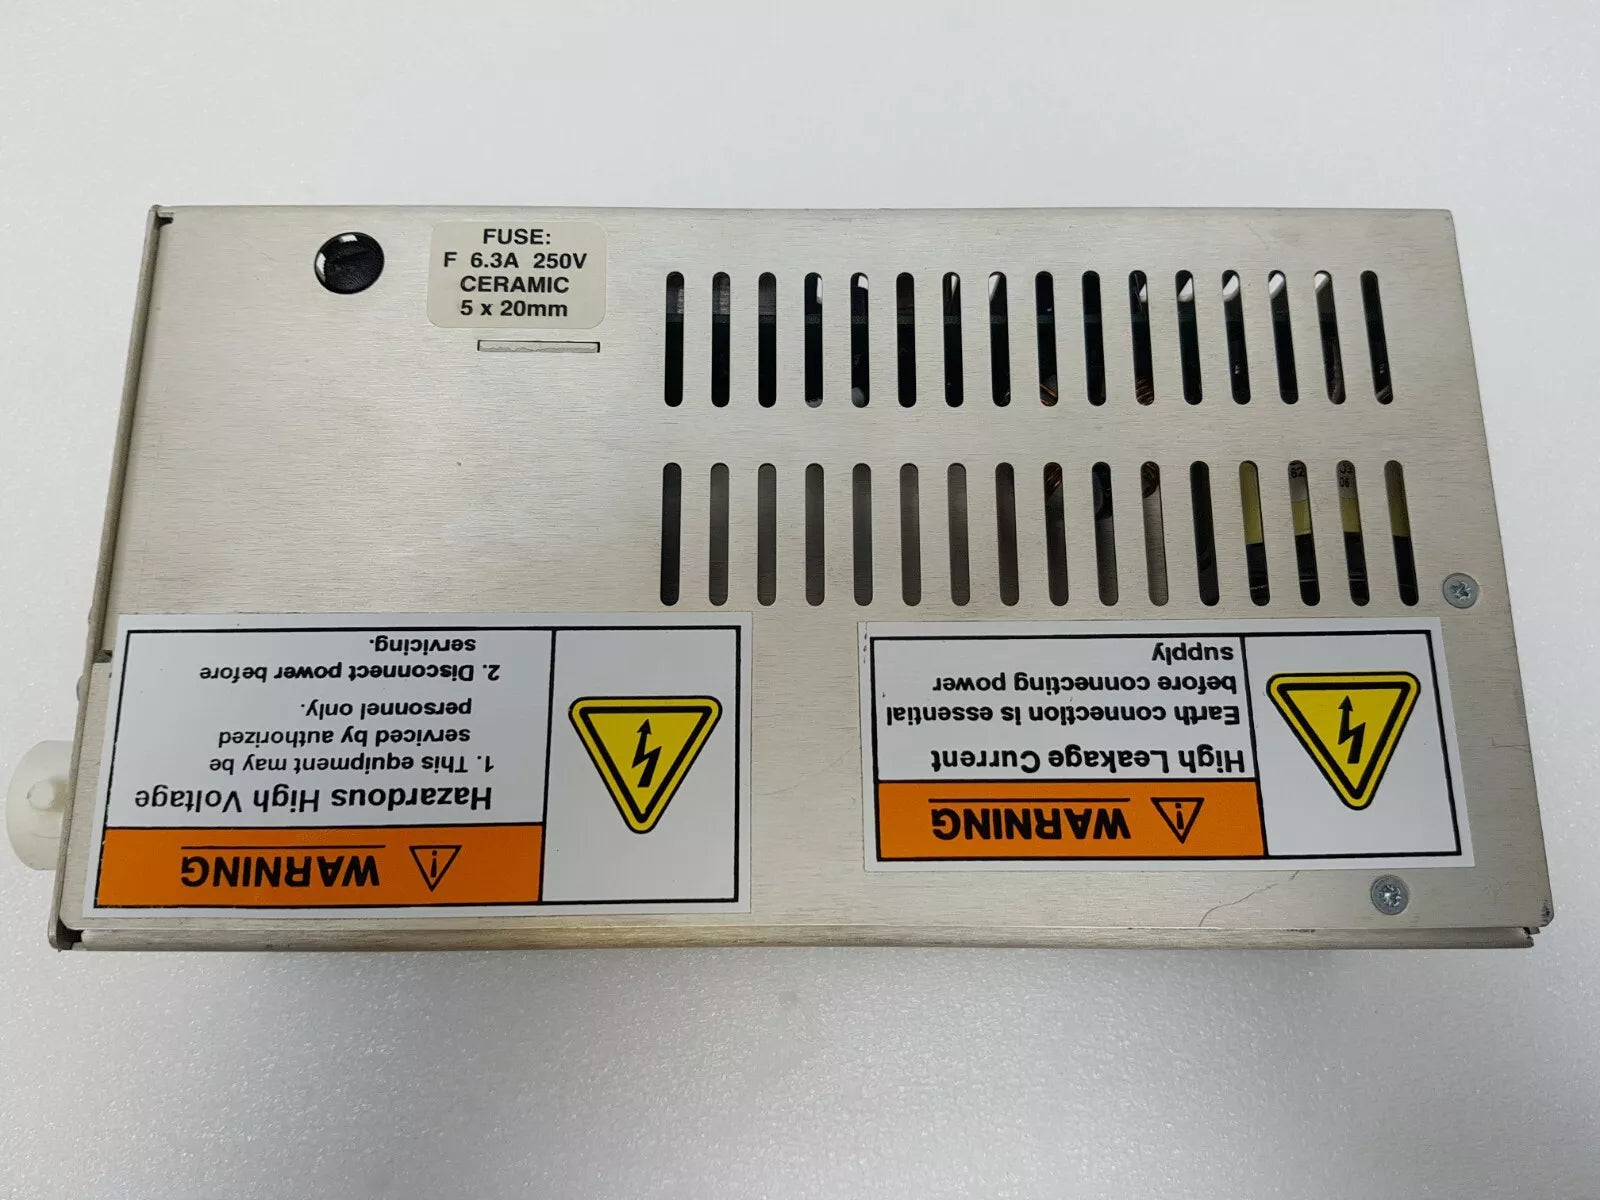 FUSE:
F 6.3A 250V
CERAMIC
5 x 20mm
WARNING
Hazardous High Voltage
1. This equipment may be
serviced by authorized
personnel only.
2. Disconnect power before
servicing.
WARNING
High Leakage Current
Earth connection is essential
before connecting power
supply
62
06